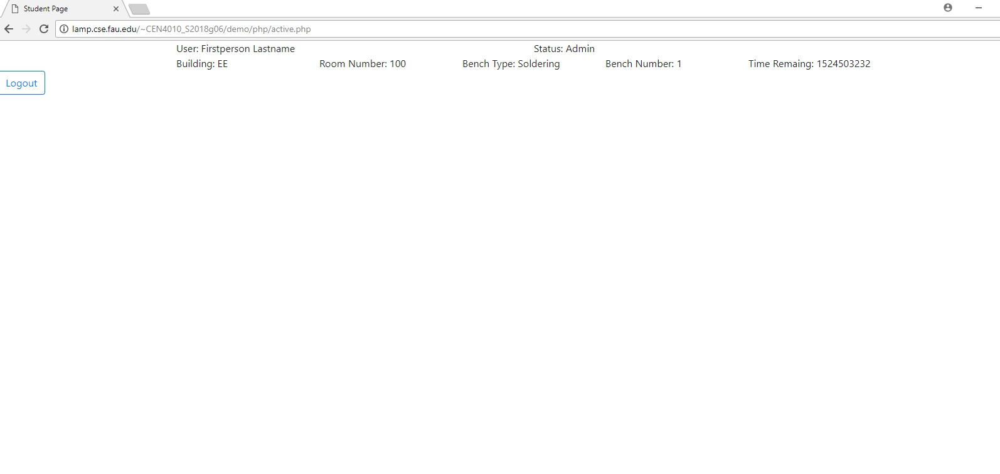 Student Page
lamp.cse.fau.edu/~CEN4010_S2018g06/demo/php/active.php
User: Firstperson Lastname Status: Admin
Building: EE Room Number: 100 Bench Type: Soldering Bench Number: 1 Time Remaing: 1524503232
Logout